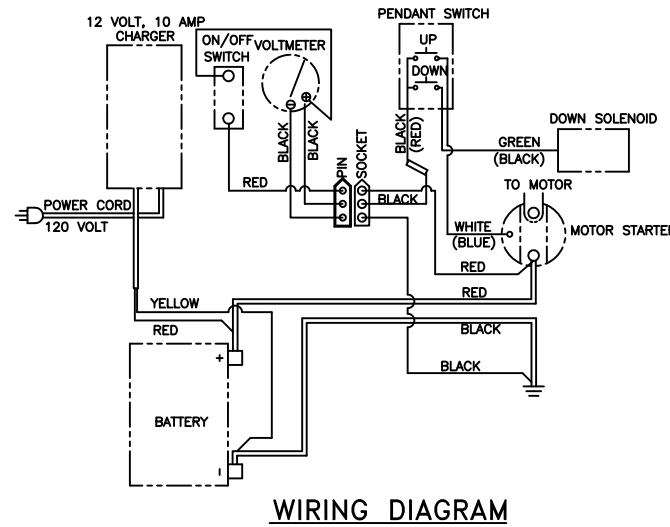 PENDANT SWITCH
12 VOLT, 10 AMP
CHARGER
ON/OFF
SWITCH
VOLTMETER
UP
DOWN
DOWN SOLENOID
BLACK
BLACK
BLACK
(RED)
GREEN
(BLACK)
PIN
SOCKET
RED
BLACK
TO MOTOR
POWER CORD
120 VOLT
WHITE
(BLUE)
MOTOR STARTER
RED
RED
YELLOW
RED
BLACK
+
BLACK
BATTERY
-
WIRING DIAGRAM